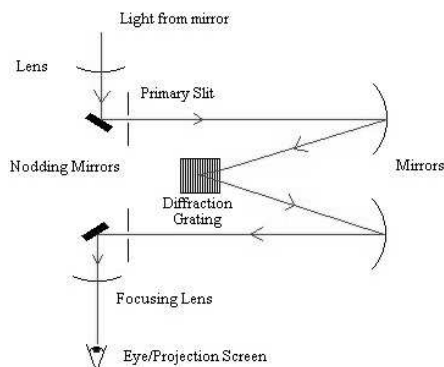 Light from mirror
Lens
Primary Slit
Nodding Mirrors
Mirrors
Diffraction
Grating
Focusing Lens
Eye/Projection Screen